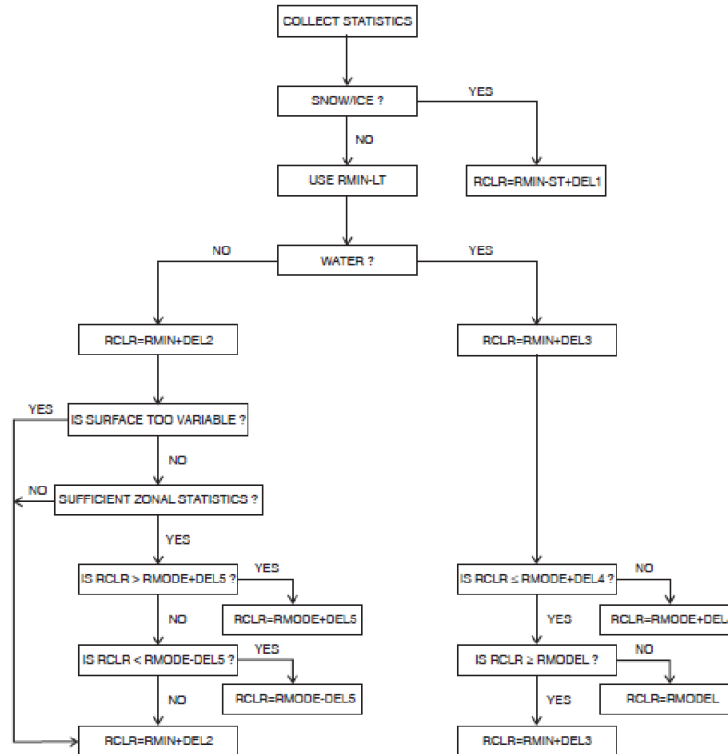 COLLECT STATISTICS
SNOW/ICE ?
YES
NO
USE RMIN-LT
RCLR=RMIN-ST+DEL1
NO
WATER ?
YES
RCLR=RMIN+DEL2
RCLR=RMIN+DEL3
YES
IS SURFACE TOO VARIABLE ?
NO
NO
SUFFICIENT ZONAL STATISTICS ?
YES
IS RCLR > RMODE+DEL5 ?
YES
IS RCLR ≤ RMODE+DEL4 ?
NO
NO
RCLR=RMODE+DEL5
YES
RCLR=RMODE+DEL4
IS RCLR < RMODE-DEL5 ?
YES
IS RCLR ≥ RMODEL ?
NO
NO
RCLR=RMODE-DEL5
YES
RCLR=RMODEL
RCLR=RMIN+DEL2
RCLR=RMIN+DEL3